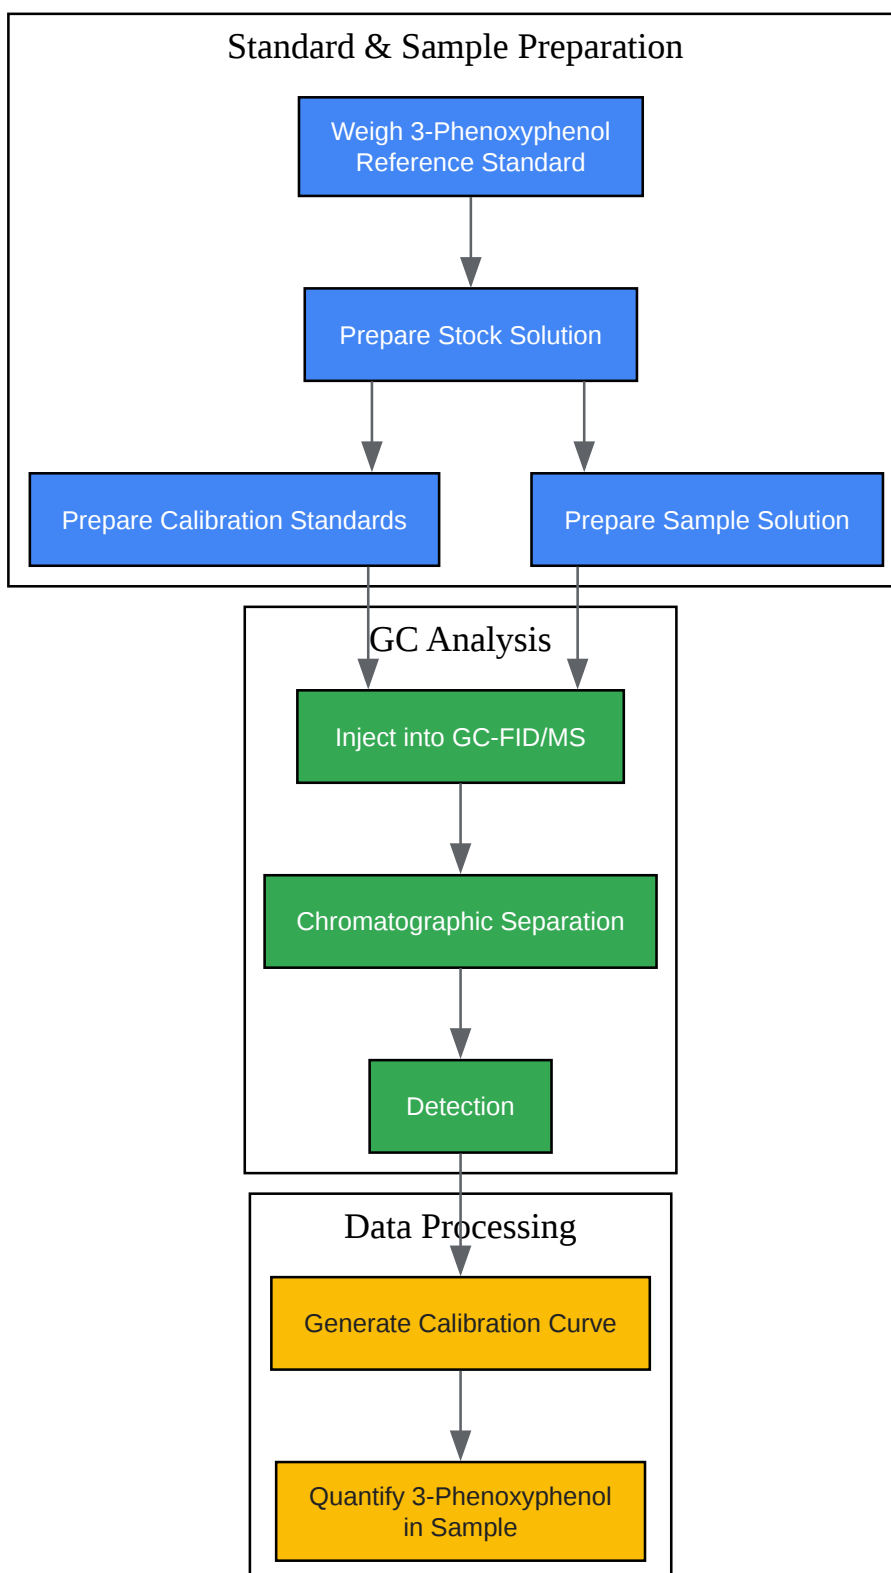 Standard & Sample Preparation
Weigh 3-Phenoxyphenol
Reference Standard
Prepare Stock Solution
Prepare Calibration Standards
Prepare Sample Solution
GC Analysis
Inject into GC-FID/MS
Chromatographic Separation
Detection
Data Processing
Generate Calibration Curve
Quantify 3-Phenoxyphenol
in Sample